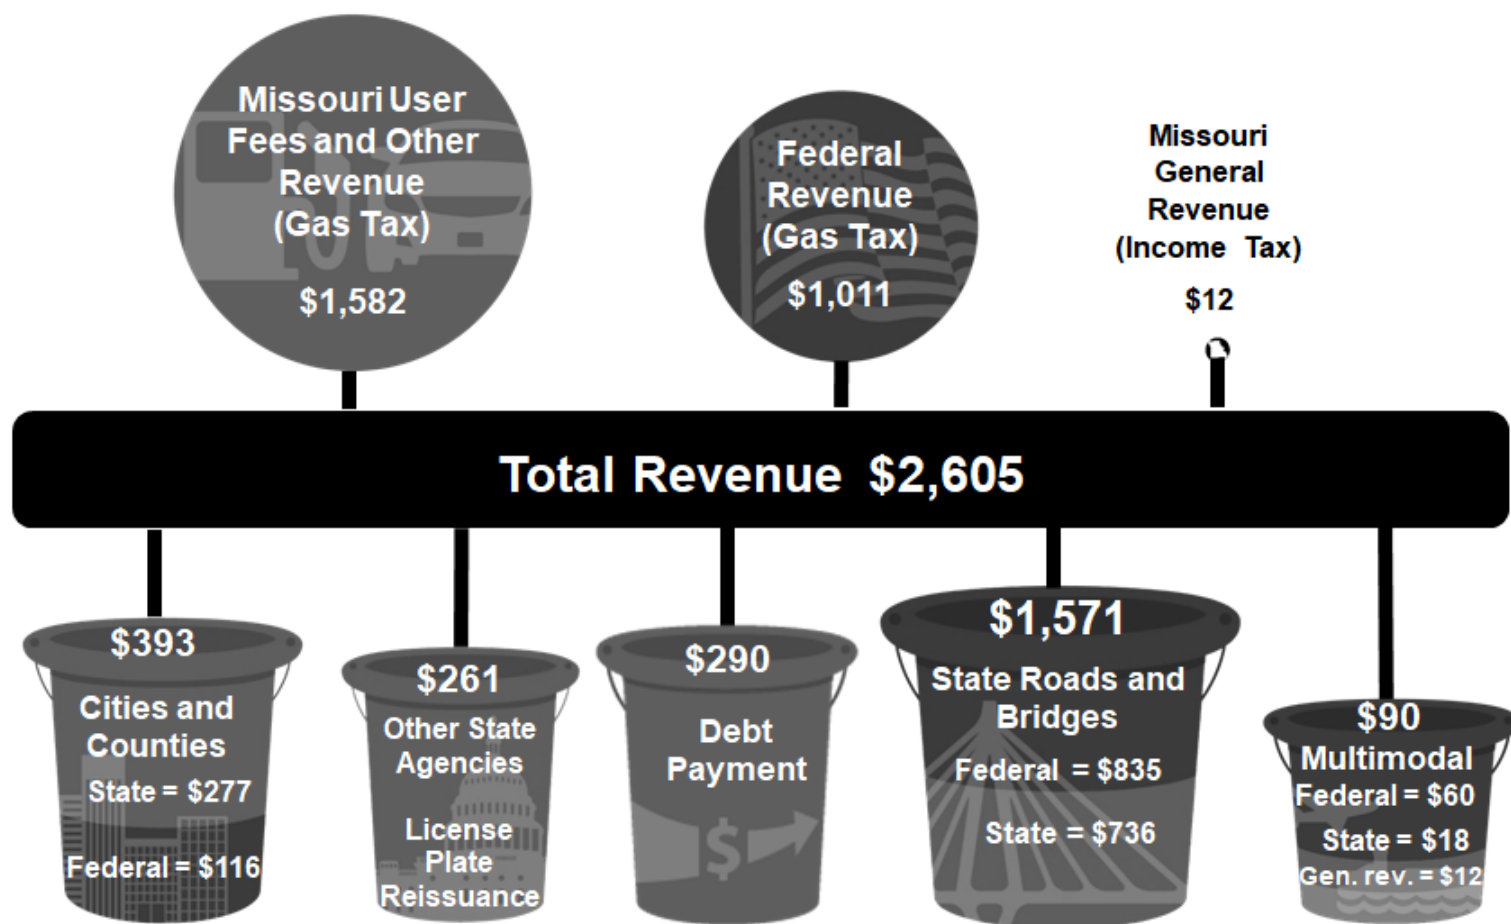 Missouri User
Fees and Other
Revenue
(Gas Tax)
$1,582
Federal
Revenue
(Gas Tax)
$1,011
Missouri
General
Revenue
(Income Tax)
$12
Total Revenue $2,605
$393
Cities and
Counties
State = $277
Federal = $116
$261
Other State
Agencies
License
Plate
Reissuance
$290
Debt
Payment
$
$1,571
State Roads and
Bridges
Federal = $835
State = $736
$90
Multimodal
Federal = $60
State = $18
Gen. rev. = $12